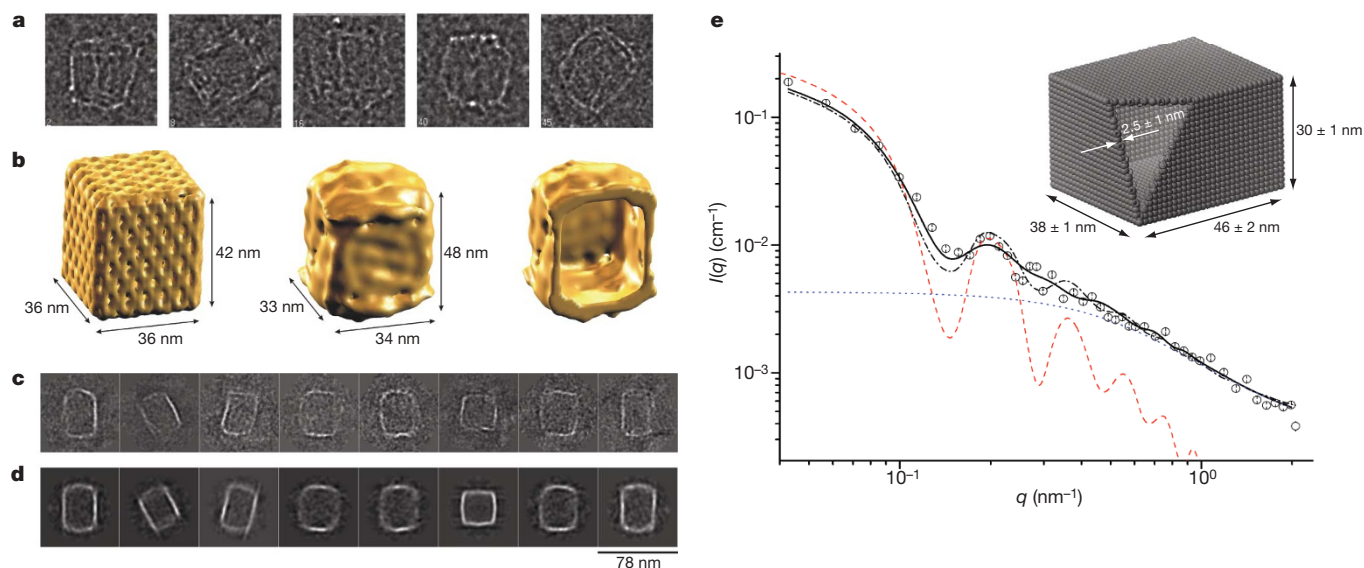 a
2
8
16
40
45
b
42 nm
36 nm
36 nm
48 nm
33 nm
34 nm
c
d
78 nm
e
10⁻¹
10⁻²
10⁻³
I(q) (cm⁻¹)
10⁻¹
10⁰
q (nm⁻¹)
2.5 ± 1 nm
30 ± 1 nm
38 ± 1 nm
46 ± 2 nm